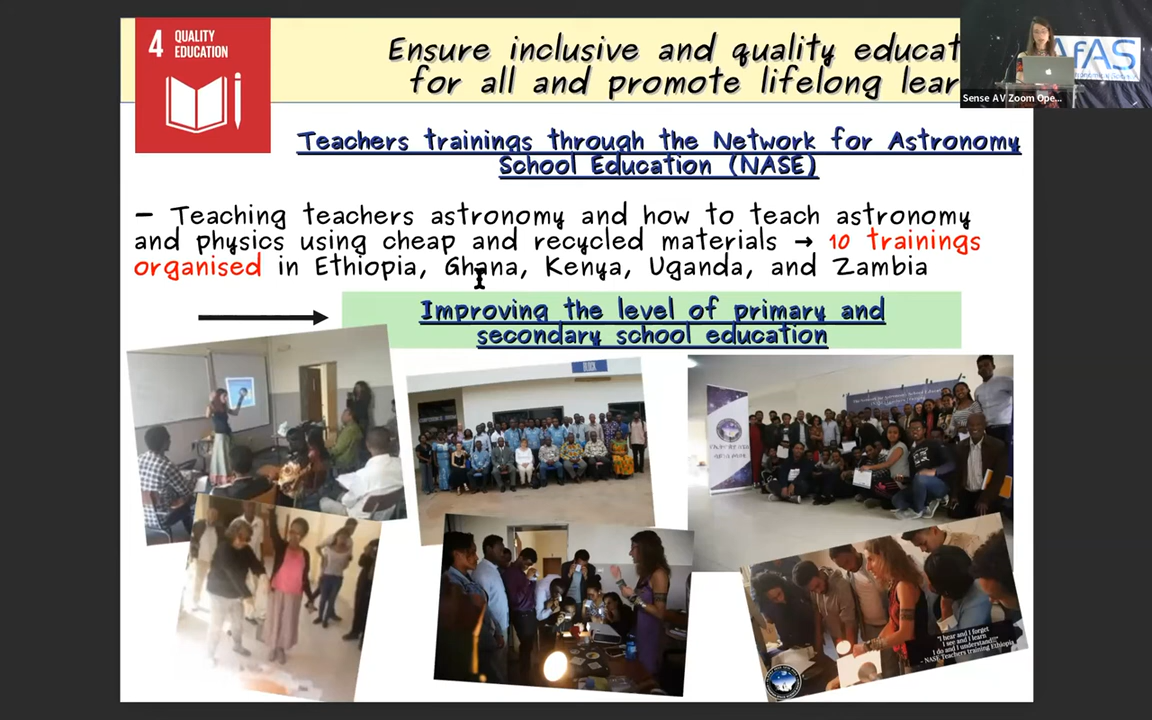 4 QUALITY
EDUCATION
Ensure inclusive and quality educat
for all and promote lifelong lear
AfAS
Sense AV Zoom Ope...
Teachers trainings through the Network for Astronomy
School Education (NASE)
– Teaching teachers astronomy and how to teach astronomy
and physics using cheap and recycled materials → 10 trainings
organised in Ethiopia, Ghana, Kenya, Uganda, and Zambia
Improving the level of primary and
secondary school education
BLOCK
"I hear and I forget
I see and I learn
I do and I understand!!"
- NASE Teachers training Ethiopia